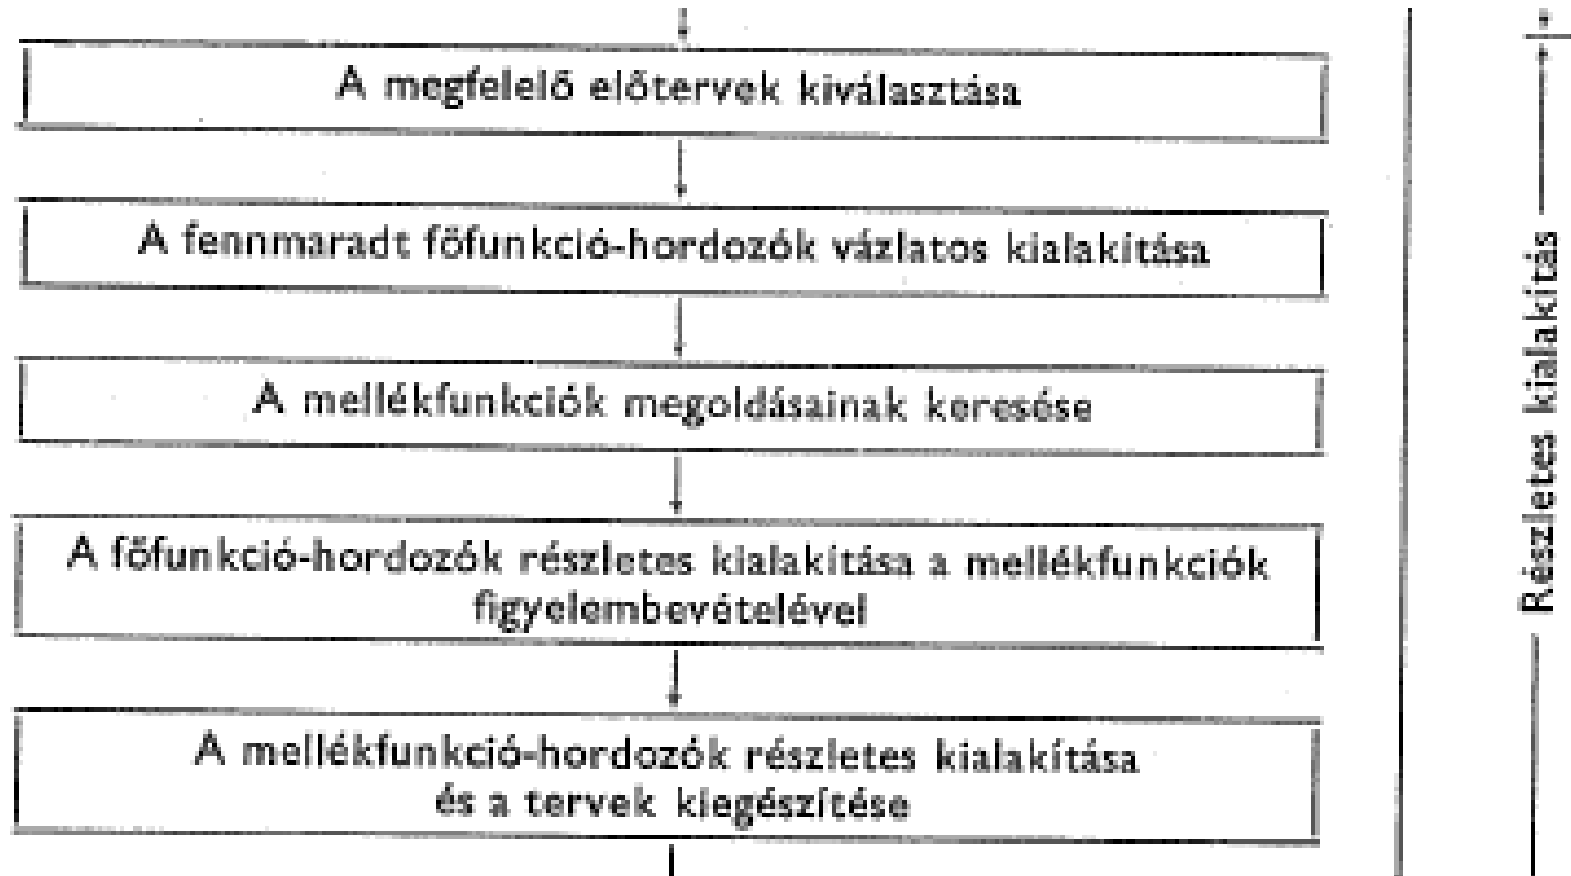 A megfelelő előtervek kiválasztása
A fennmaradt főfunkció-hordozók vázlatos kialakítása
A mellékfunkciók megoldásainak keresése
A főfunkció-hordozók részletes kialakítása a mellékfunkciók
figyelembevételével
A mellékfunkció-hordozók részletes kialakítása
és a tervek kiegészítése
Részletes kialakítás